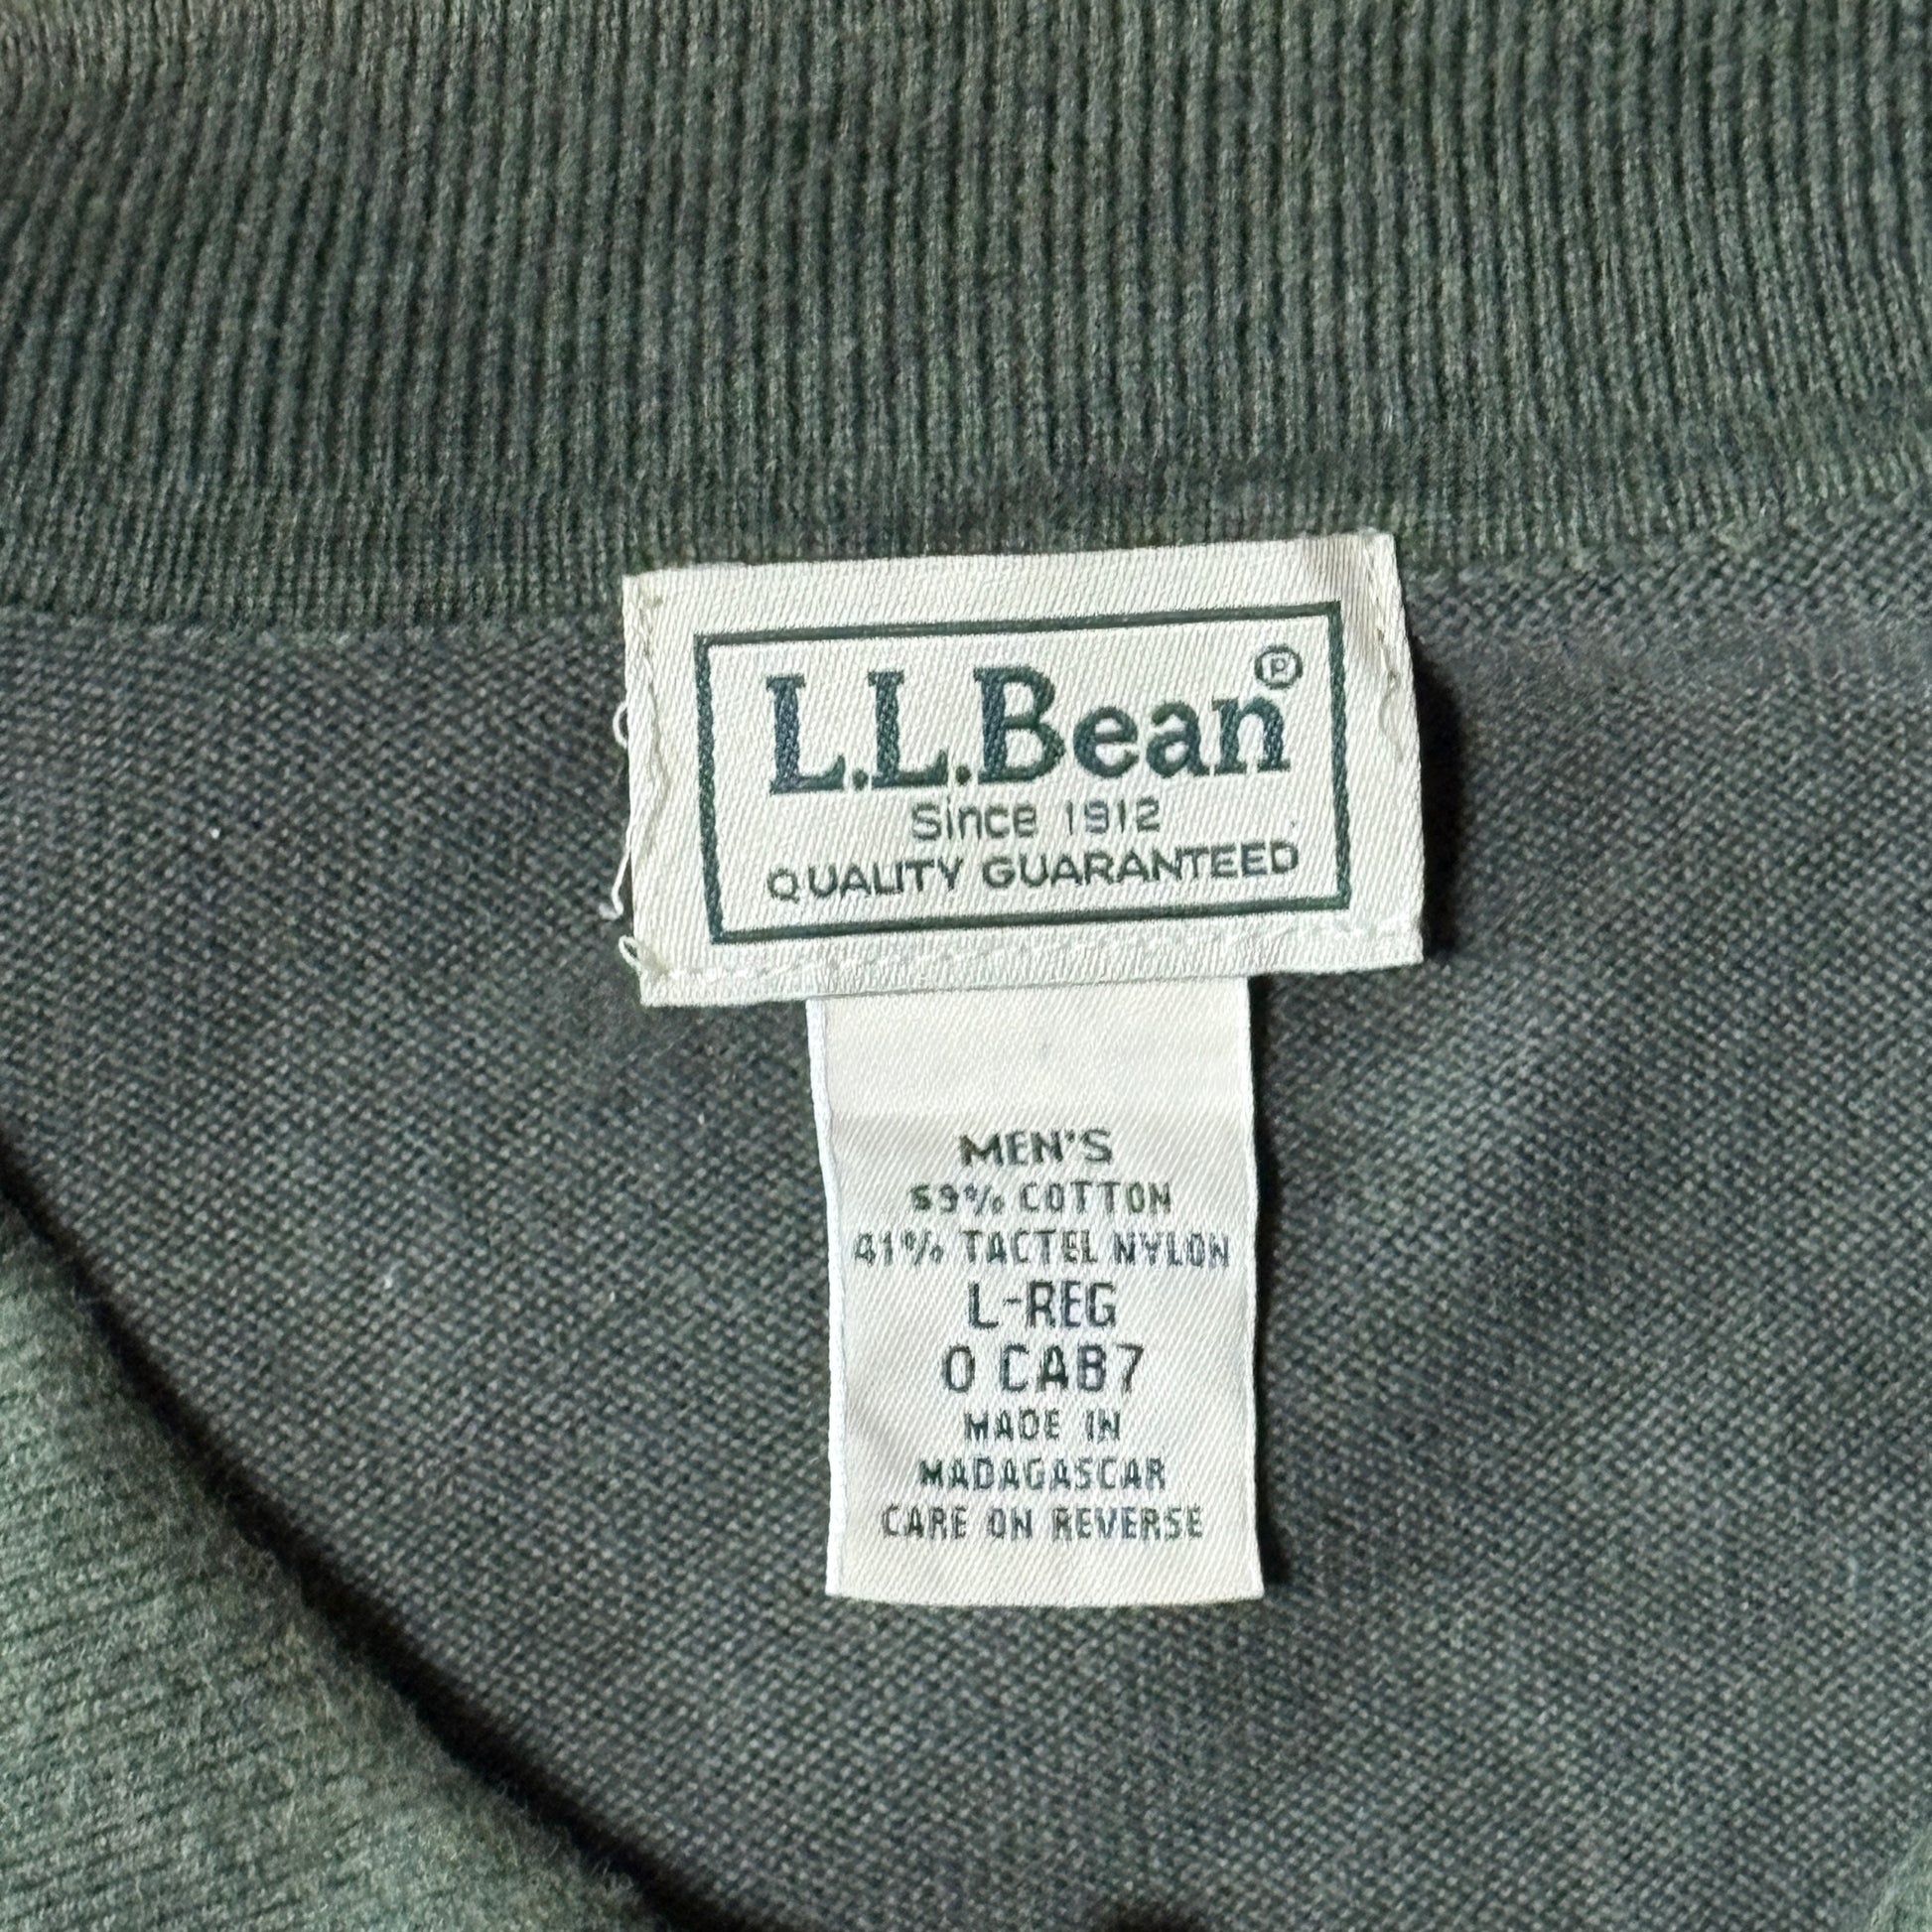 L.L.Bean®
Since 1912
QUALITY GUARANTEED
MEN'S
59% COTTON
41% TACTEL NYLON
L-REG
0 CAB7
MADE IN
MADAGASCAR
CARE ON REVERSE